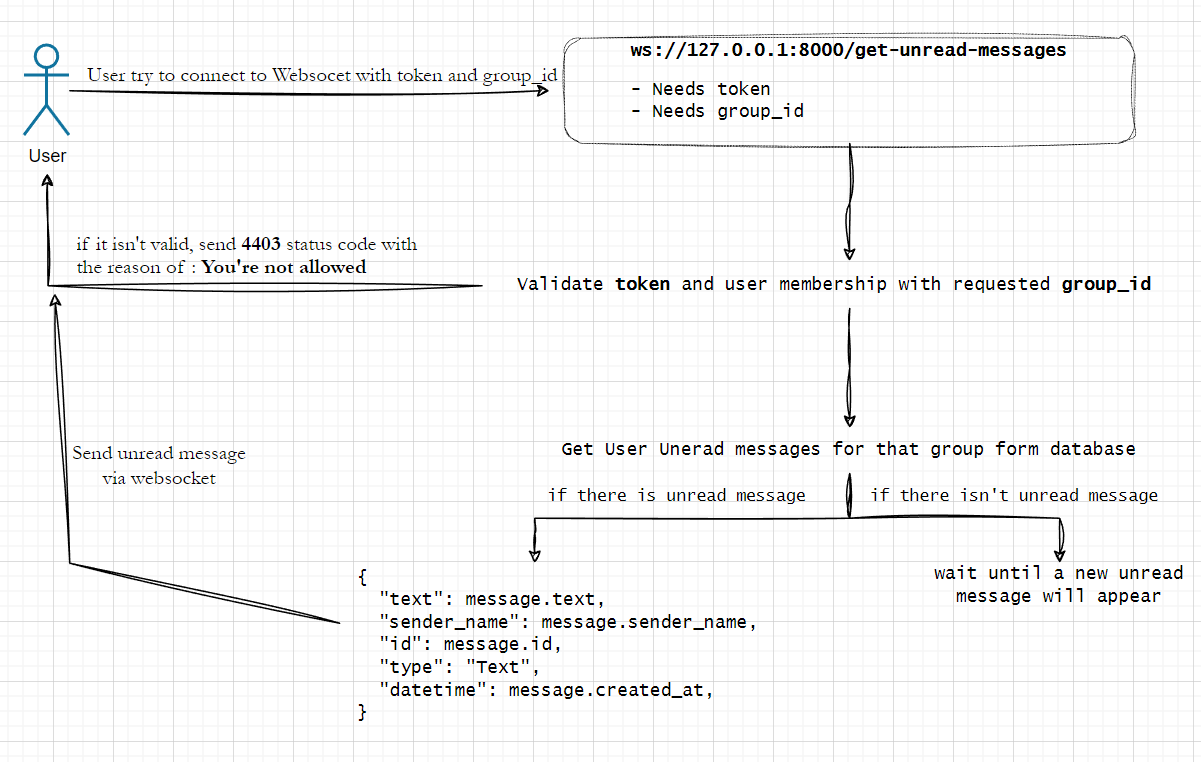 ws://127.0.0.1:8000/get-unread-messages
User try to connect to Websocet with token and group_id
- Needs token
- Needs group_id
User
if it isn't valid, send 4403 status code with
the reason of : You're not allowed
Validate token and user membership with requested group_id
Get User Unerad messages for that group form database
Send unread message
via websocket
if there is unread message
if there isn't unread message
wait until a new unread
message will appear
{
"text": message.text,
"sender_name": message.sender_name,
"id": message.id,
"type": "Text",
"datetime": message.created_at,
}